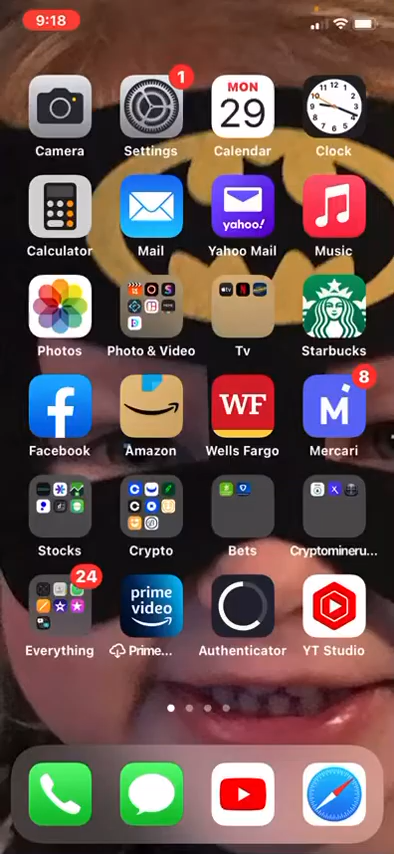 9:18
1
MON
29
Camera
Settings
Calendar
Clock
yahoo!
Calculator
Mail
Yahoo Mail
Music
Photos
Photo & Video
Tv
Starbucks
WF
8
M
Facebook
Amazon
Wells Fargo
Mercari
Stocks
Crypto
Bets
Cryptomineru...
24
prime
video
Everything
Prime...
Authenticator
YT Studio